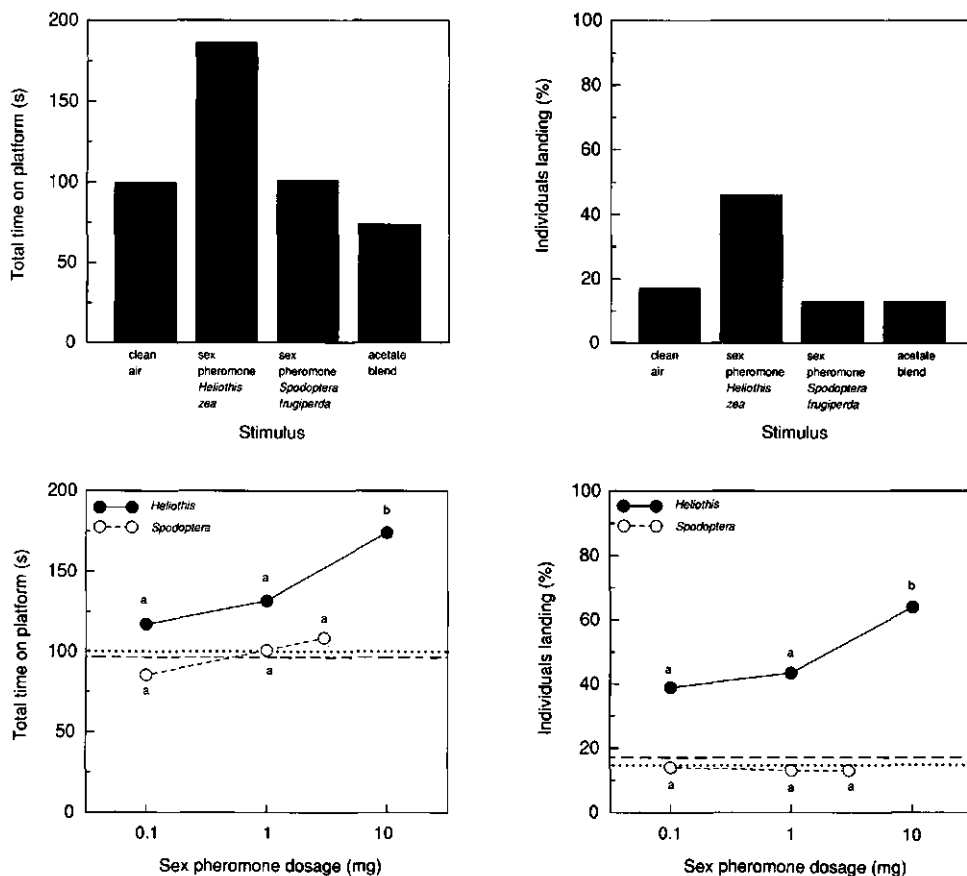 200
150
100
50
0
Total time on platform (s)
clean
air
sex
pheromone
Heliothis
zea
sex
pheromone
Spodoptera
frugiperda
acetate
blend
Stimulus
100
80
60
40
20
0
Individuals landing (%)
clean
air
sex
pheromone
Heliothis
zea
sex
pheromone
Spodoptera
frugiperda
acetate
blend
Stimulus
200
150
100
50
0
Total time on platform (s)
Heliothis
Spodoptera
a
a
b
a
a
a
0.1
1
10
Sex pheromone dosage (mg)
100
80
60
40
20
0
Individuals landing (%)
Heliothis
Spodoptera
a
a
b
a
a
a
0.1
1
10
Sex pheromone dosage (mg)